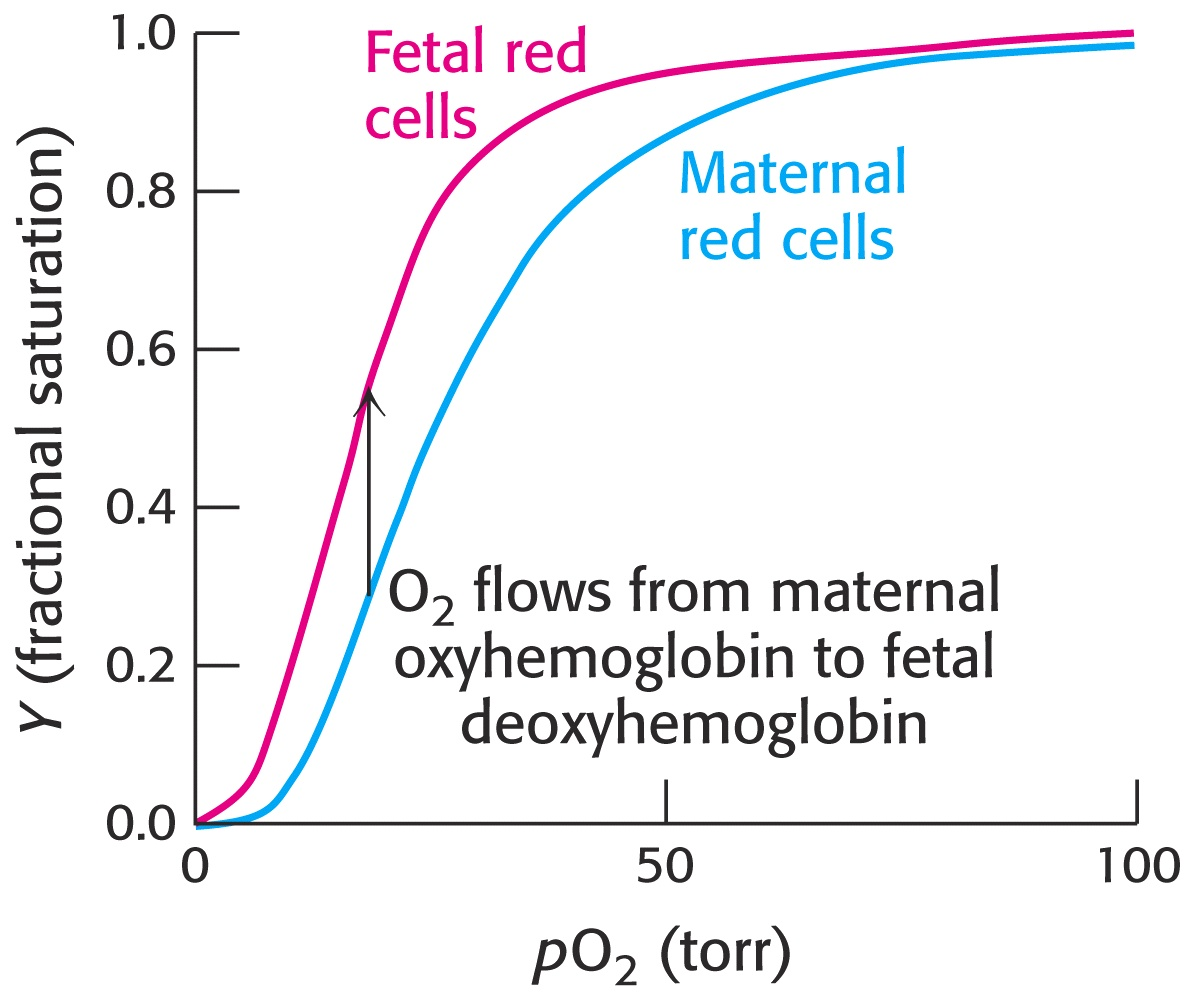 1.0
Fetal red
cells
0.8
Maternal
red cells
Y (fractional saturation)
0.6
0.4
O₂ flows from maternal
oxyhemoglobin to fetal
deoxyhemoglobin
0.2
0.0
0
50
100
pO₂ (torr)